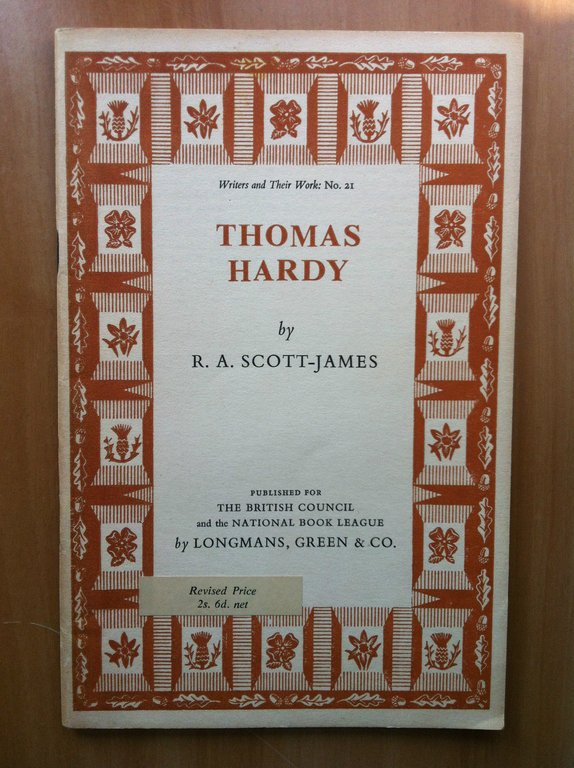 Writers and Their Work: No. 21
THOMAS
HARDY
by
R. A. SCOTT-JAMES
PUBLISHED FOR
THE BRITISH COUNCIL
and the NATIONAL BOOK LEAGUE
by LONGMANS, GREEN & CO.
Revised Price
2s. 6d. net